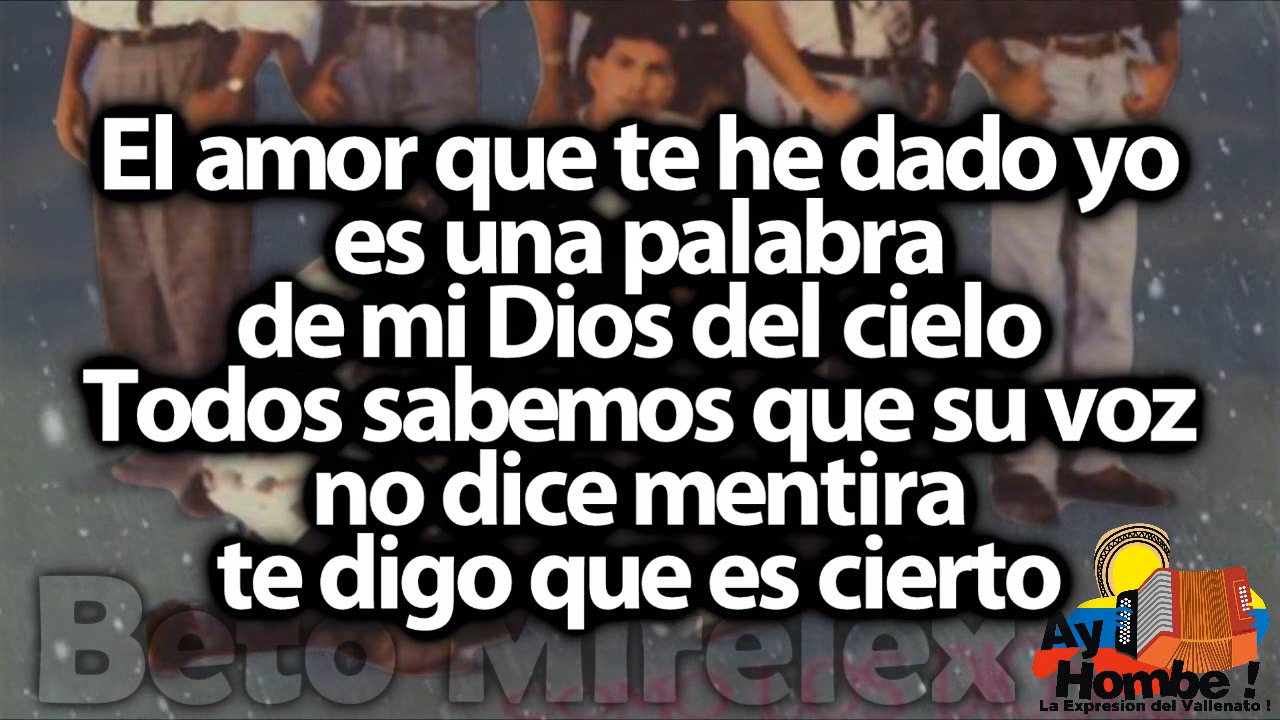 El amor que te he dado yo
es una palabra
de mi Dios del cielo
Todos sabemos que su voz
no dice mentira
te digo que es cierto
Beto Mirelex
Ay
Hombe !
La Expresion del Vallenato !